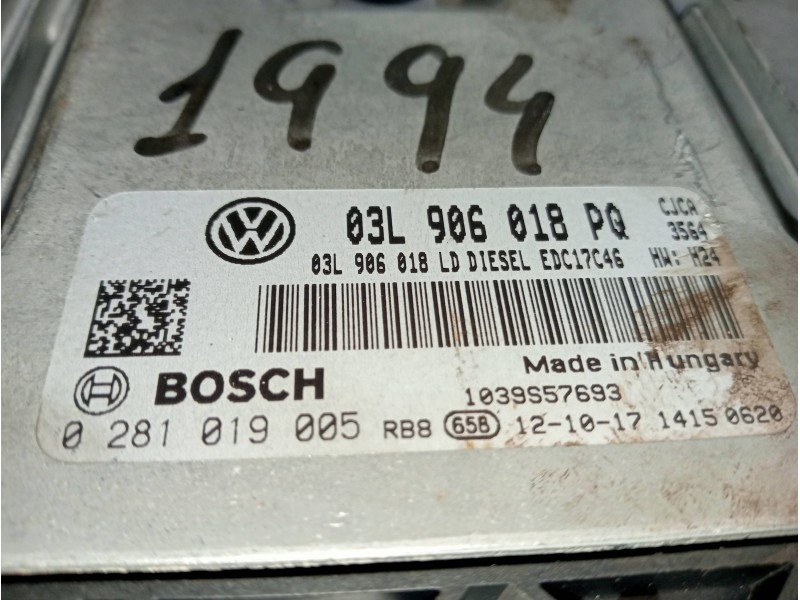 1994
03L 906 018 PQ CJCA
3564
03L 906 018 LD DIESEL EDC17C46 HW: H24
Made in Hungary
BOSCH 1039S57693
0 281 019 005 RB8 658 12-10-17 1415 0620